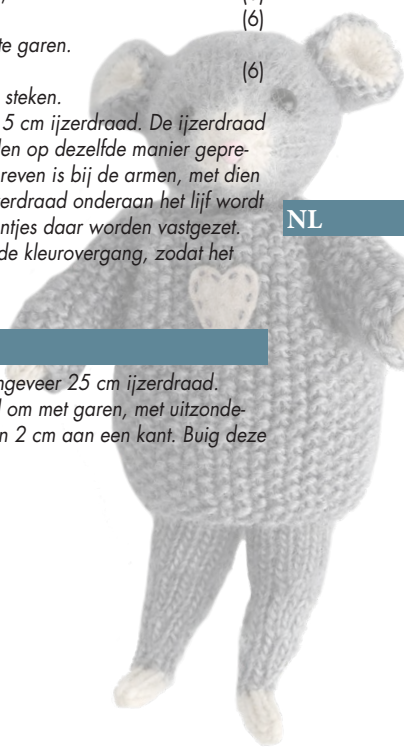 (6)
te garen.
(6)
steken.
5 cm ijzerdraad. De ijzerdraad
len op dezelfde manier gepre-
reven is bij de armen, met dien
erdraad onderaan het lijf wordt
ntjes daar worden vastgezet.
de kleurovergang, zodat het
NL
ngeveer 25 cm ijzerdraad.
l om met garen, met uitzonde-
n 2 cm aan een kant. Buig deze